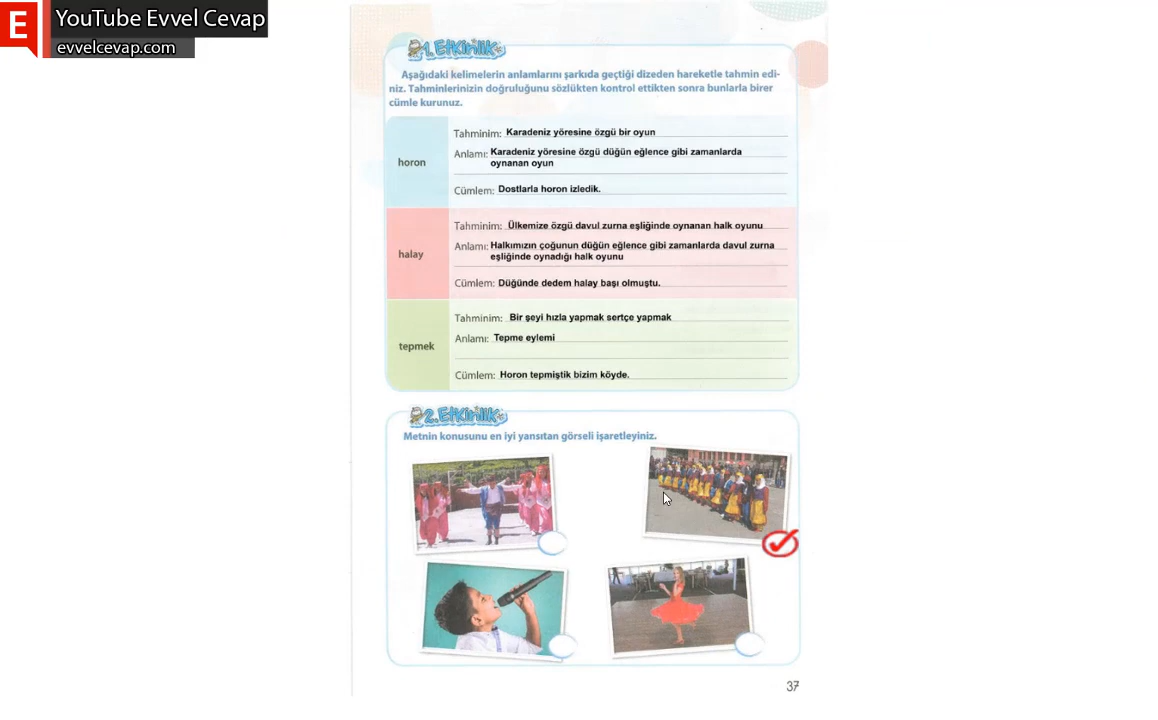 E
YouTube Evvel Cevap
evvelcevap.com
1. Etkinlik
Aşağıdaki kelimelerin anlamlarını şarkıda geçtiği dizeden hareketle tahmin edi-
niz. Tahminlerinizin doğruluğunu sözlükten kontrol ettikten sonra bunlarla birer
cümle kurunuz.
horon
Tahminim: Karadeniz yöresine özgü bir oyun
Anlamı: Karadeniz yöresine özgü düğün eğlence gibi zamanlarda
oynanan oyun
Cümlem: Dostlarla horon izledik.
halay
Tahminim: Ülkemize özgü davul zurna eşliğinde oynanan halk oyunu
Anlamı: Halkımızın çoğunun düğün eğlence gibi zamanlarda davul zurna
eşliğinde oynadığı halk oyunu
Cümlem: Düğünde dedem halay başı olmuştu.
tepmek
Tahminim: Bir şeyi hızla yapmak sertçe yapmak
Anlamı: Tepme eylemi
Cümlem: Horon tepmiştik bizim köyde.
2. Etkinlik
Metnin konusunu en iyi yansıtan görseli işaretleyiniz.
37